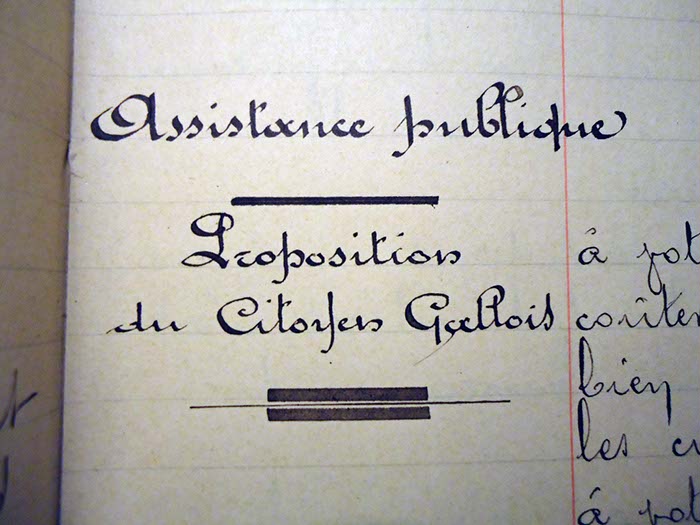 Assistance publique
Proposition
du Citoyen Gallois
à
bien
les
à